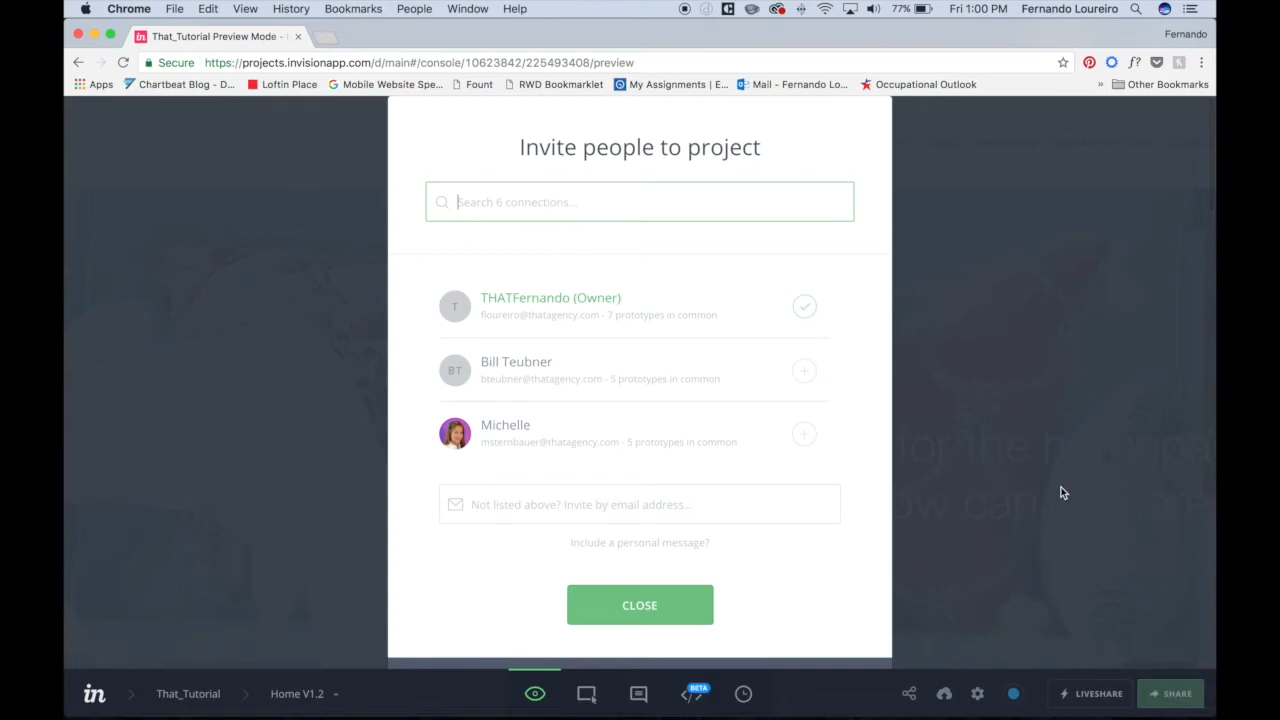 Chrome File Edit View History Bookmarks People Window Help 77% Fri 1:00 PM Fernando Loureiro
in That_Tutorial Preview Mode - I Fernando
Secure https://projects.invisionapp.com/d/main#/console/10623842/225493408/preview f?
Apps Chartbeat Blog - D... Loftin Place Mobile Website Spe... Fount RWD Bookmarklet My Assignments | E... Mail - Fernando Lo... Occupational Outlook » Other Bookmarks
Invite people to project
Search 6 connections...
T THATFernando (Owner)
floureiro@thatagency.com - 7 prototypes in common
BT Bill Teubner
bteubner@thatagency.com - 5 prototypes in common
Michelle
msternbauer@thatagency.com - 5 prototypes in common
for the
ow can
Not listed above? Invite by email address...
Include a personal message?
CLOSE
in That_Tutorial Home V1.2 BETA LIVESHARE SHARE